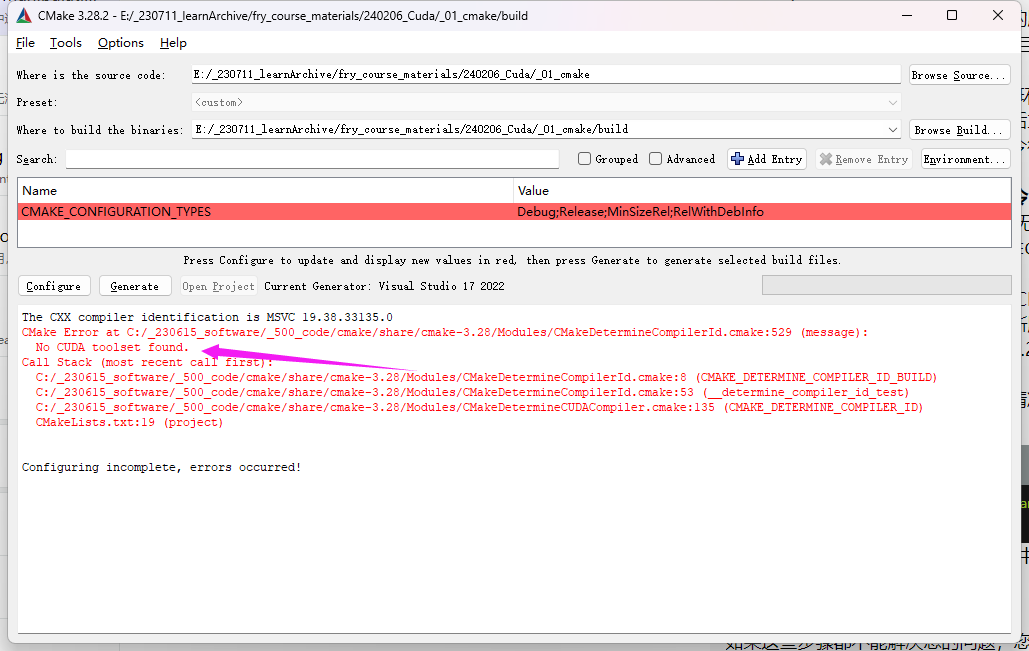 CMake 3.28.2 - E:/_230711_learnArchive/fry_course_materials/240206_Cuda/_01_cmake/build
File Tools Options Help
Where is the source code: E:/_230711_learnArchive/fry_course_materials/240206_Cuda/_01_cmake Browse Source...
Preset: <custom>
Where to build the binaries: E:/_230711_learnArchive/fry_course_materials/240206_Cuda/_01_cmake/build Browse Build...
Search: Grouped Advanced Add Entry Remove Entry Environment...
Name Value
CMAKE_CONFIGURATION_TYPES Debug;Release;MinSizeRel;RelWithDebInfo
Press Configure to update and display new values in red, then press Generate to generate selected build files.
Configure Generate Open Project Current Generator: Visual Studio 17 2022
The CXX compiler identification is MSVC 19.38.33135.0
CMake Error at C:/_230615_software/_500_code/cmake/share/cmake-3.28/Modules/CMakeDetermineCompilerId.cmake:529 (message):
No CUDA toolset found.
Call Stack (most recent call first):
C:/_230615_software/_500_code/cmake/share/cmake-3.28/Modules/CMakeDetermineCompilerId.cmake:8 (CMAKE_DETERMINE_COMPILER_ID_BUILD)
C:/_230615_software/_500_code/cmake/share/cmake-3.28/Modules/CMakeDetermineCompilerId.cmake:53 (__determine_compiler_id_test)
C:/_230615_software/_500_code/cmake/share/cmake-3.28/Modules/CMakeDetermineCUDACompiler.cmake:135 (CMAKE_DETERMINE_COMPILER_ID)
CMakeLists.txt:19 (project)
Configuring incomplete, errors occurred!